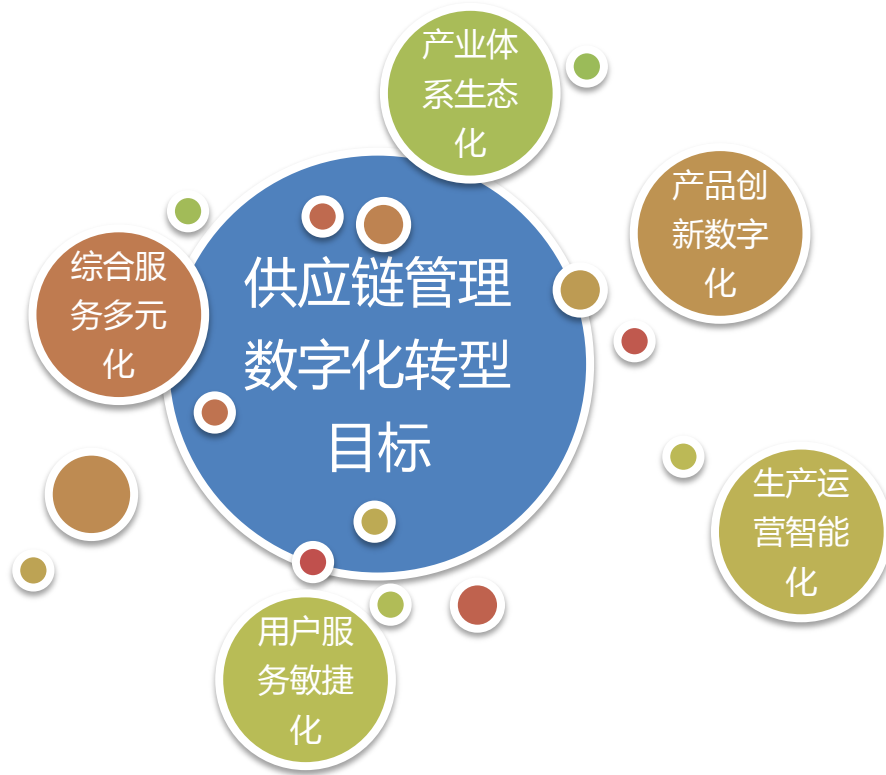 产业体
系生态
化
产品创
新数字
化
综合服
务多元
化
供应链管理
数字化转型
目标
生产运
营智能
化
用户服
务敏捷
化